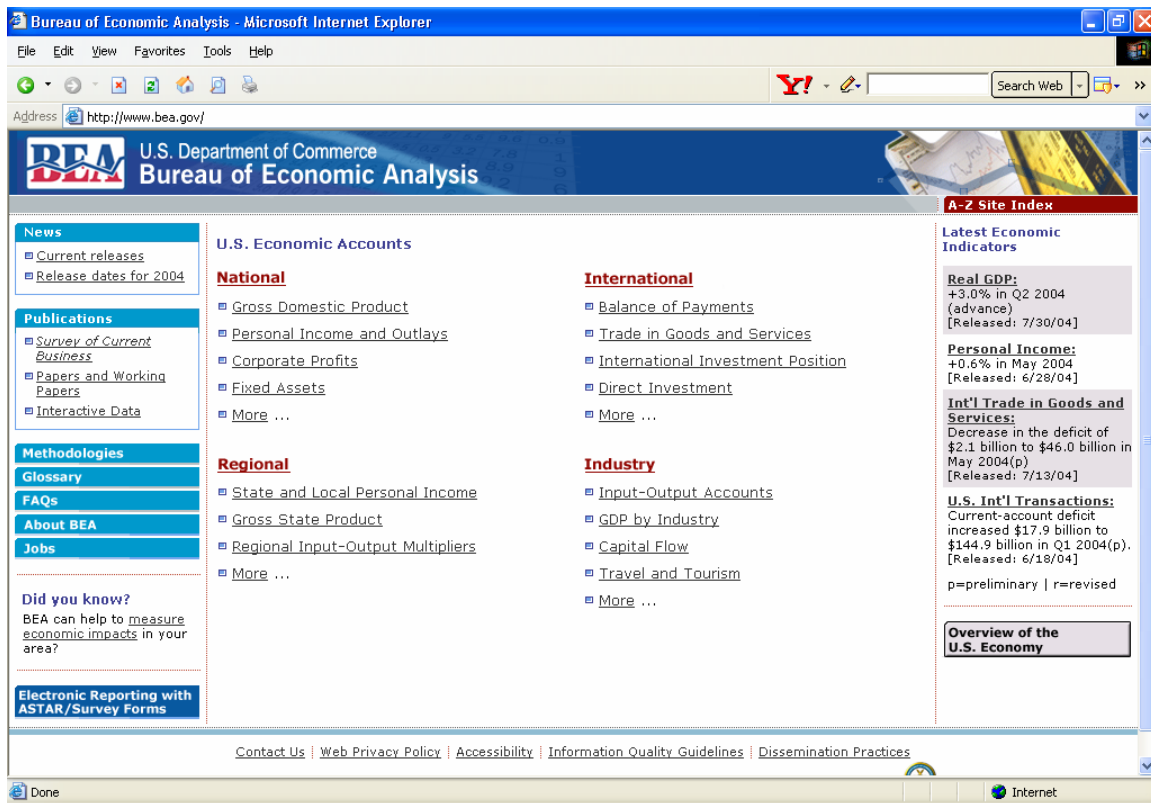 Bureau of Economic Analysis - Microsoft Internet Explorer
File Edit View Favorites Tools Help
Y! Search Web
Address http://www.bea.gov/
BEA U.S. Department of Commerce
Bureau of Economic Analysis
A-Z Site Index
News
Current releases
Release dates for 2004
Publications
Survey of Current
Business
Papers and Working
Papers
Interactive Data
Methodologies
Glossary
FAQs
About BEA
Jobs
Did you know?
BEA can help to measure
economic impacts in your
area?
Electronic Reporting with
ASTAR/Survey Forms
U.S. Economic Accounts
National
Gross Domestic Product
Personal Income and Outlays
Corporate Profits
Fixed Assets
More ...
International
Balance of Payments
Trade in Goods and Services
International Investment Position
Direct Investment
More ...
Regional
State and Local Personal Income
Gross State Product
Regional Input-Output Multipliers
More ...
Industry
Input-Output Accounts
GDP by Industry
Capital Flow
Travel and Tourism
More ...
Latest Economic
Indicators
Real GDP:
+3.0% in Q2 2004
(advance)
[Released: 7/30/04]
Personal Income:
+0.6% in May 2004
[Released: 6/28/04]
Int'l Trade in Goods and
Services:
Decrease in the deficit of
$2.1 billion to $46.0 billion in
May 2004(p)
[Released: 7/13/04]
U.S. Int'l Transactions:
Current-account deficit
increased $17.9 billion to
$144.9 billion in Q1 2004(p).
[Released: 6/18/04]
p=preliminary | r=revised
Overview of the
U.S. Economy
Contact Us | Web Privacy Policy | Accessibility | Information Quality Guidelines | Dissemination Practices
Done Internet